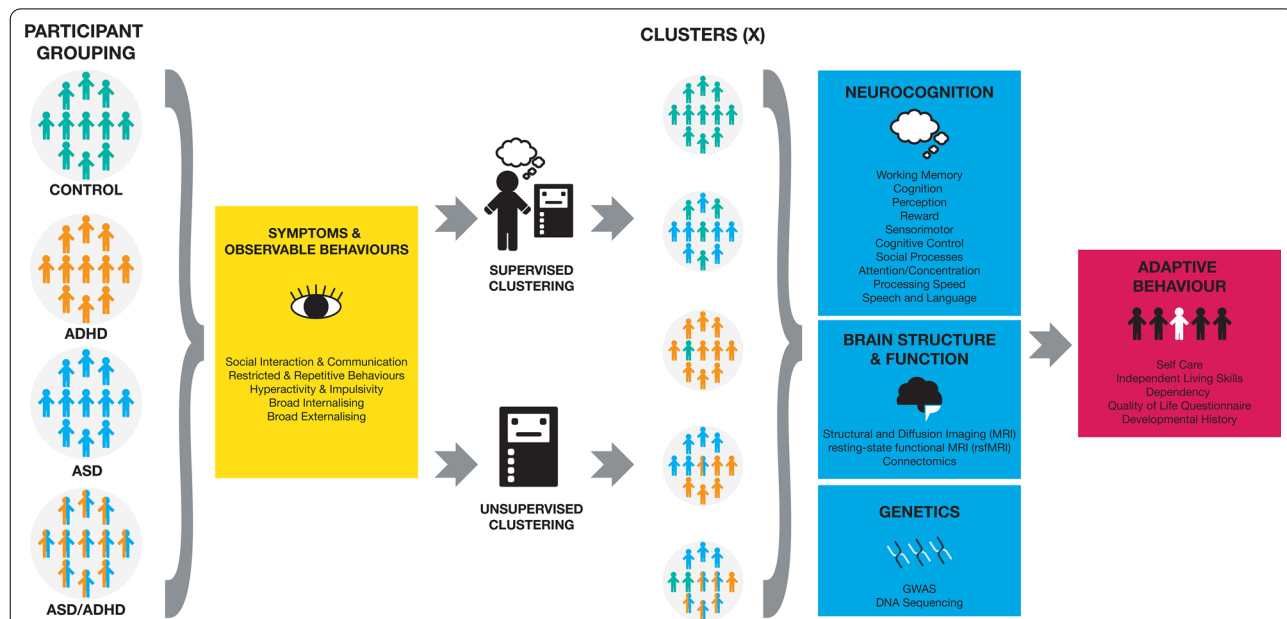 PARTICIPANT
GROUPING
CONTROL
ADHD
ASD
ASD/ADHD
SYMPTOMS &
OBSERVABLE BEHAVIOURS
Social Interaction & Communication
Restricted & Repetitive Behaviours
Hyperactivity & Impulsivity
Broad Internalising
Broad Externalising
SUPERVISED
CLUSTERING
UNSUPERVISED
CLUSTERING
CLUSTERS (X)
NEUROCOGNITION
Working Memory
Cognition
Perception
Reward
Sensorimotor
Cognitive Control
Social Processes
Attention/Concentration
Processing Speed
Speech and Language
BRAIN STRUCTURE
& FUNCTION
Structural and Diffusion Imaging (MRI)
resting-state functional MRI (rsfMRI)
Connectomics
GENETICS
GWAS
DNA Sequencing
ADAPTIVE
BEHAVIOUR
Self Care
Independent Living Skills
Dependency
Quality of Life Questionnaire
Developmental History